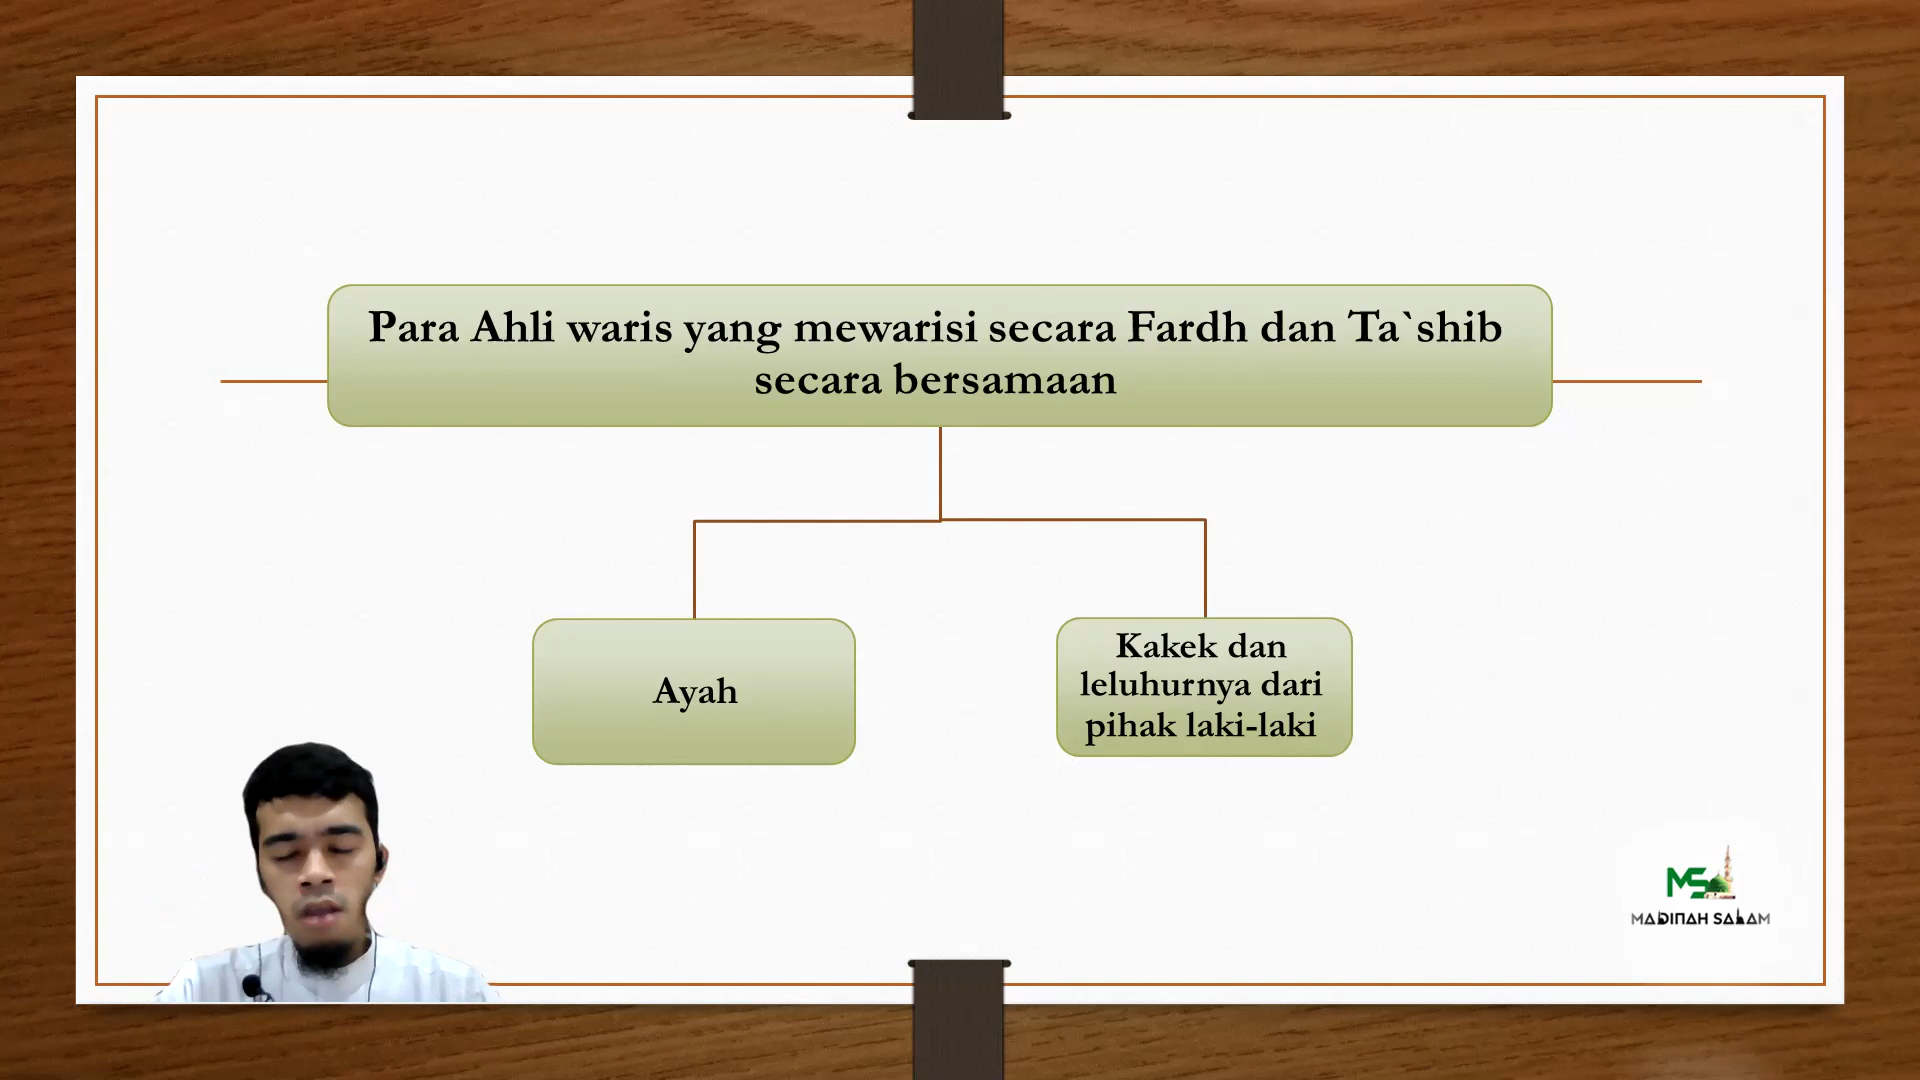 Para Ahli waris yang mewarisi secara Fardh dan Ta`shib
secara bersamaan
Ayah
Kakek dan
leluhurnya dari
pihak laki-laki
MS
MADINAH SALAM